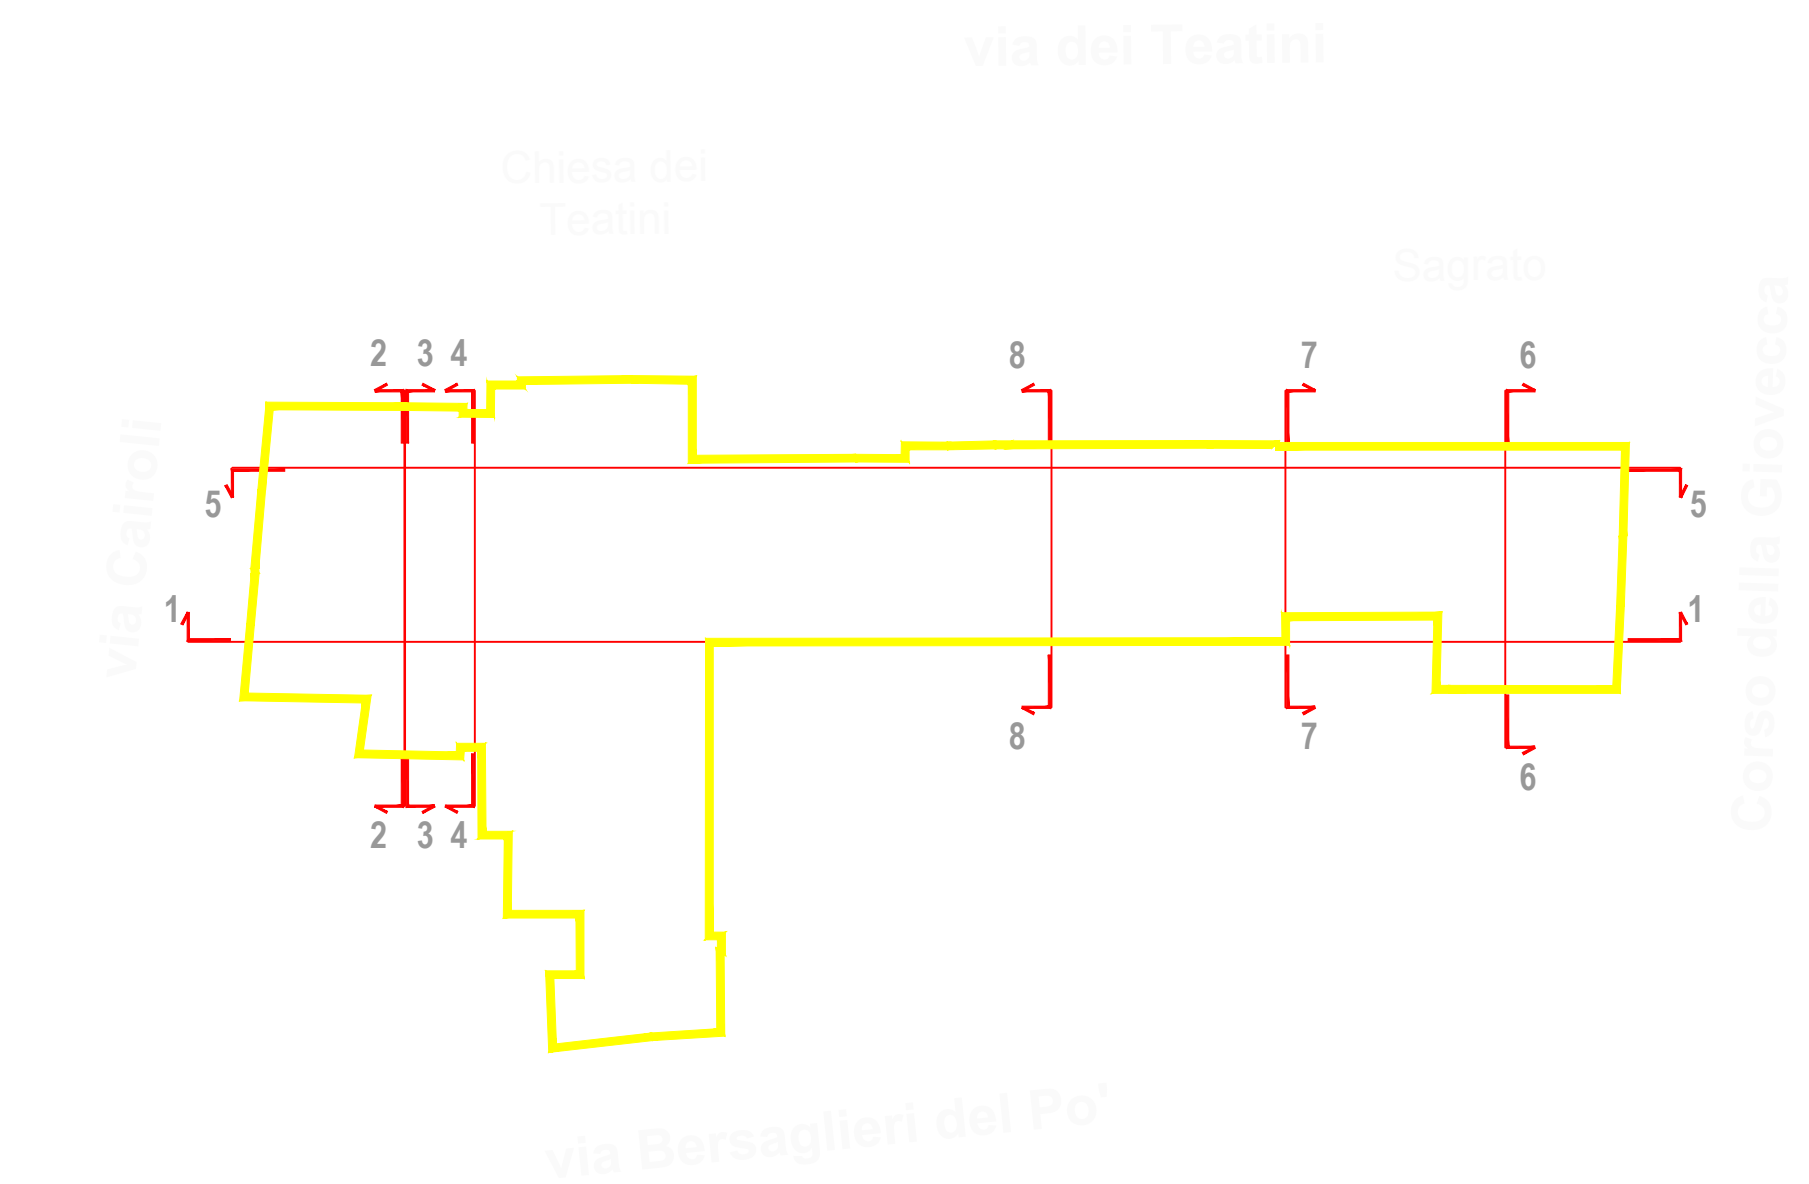 via dei Teatini
Chiesa dei
Teatini
Sagrato
2 3 4 8 7 6
5 5
1 1
via Cairoli
Corso della Giovecca
8 7
6
2 3 4
via Bersaglieri del Po'